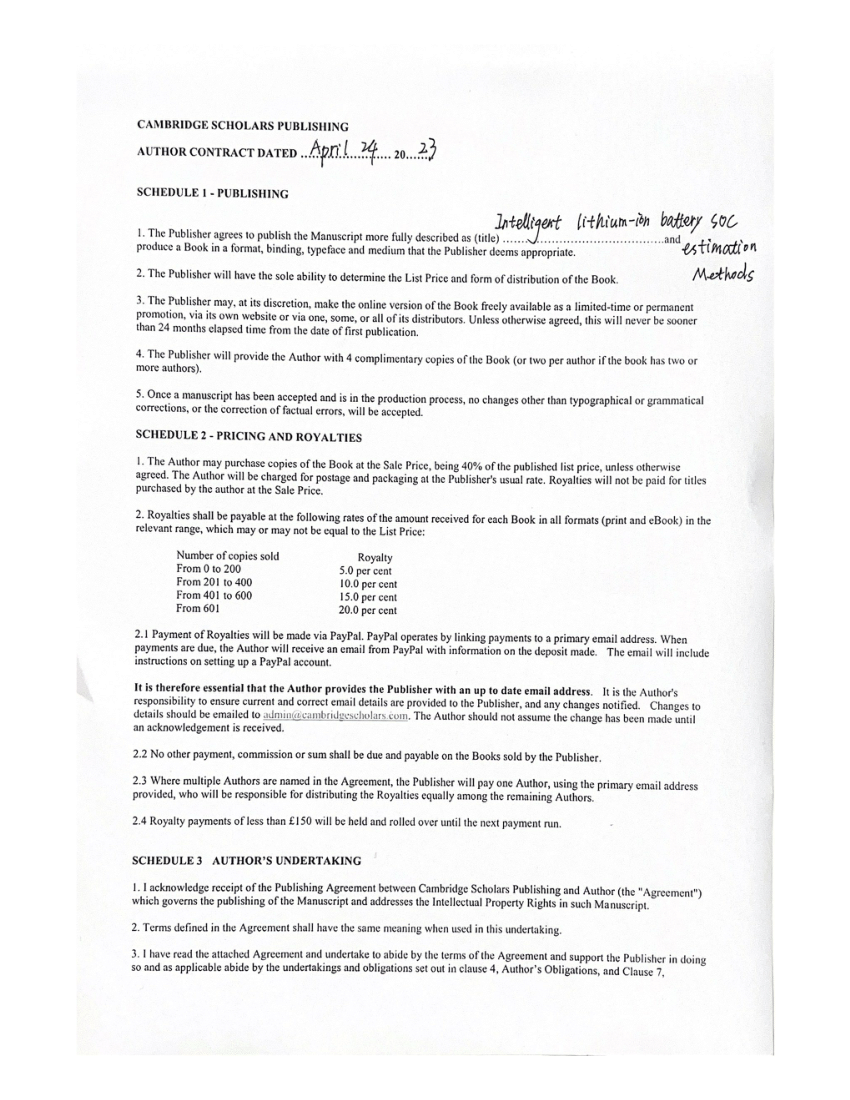 CAMBRIDGE SCHOLARS PUBLISHING
AUTHOR CONTRACT DATED ..April 24.... 20...23
SCHEDULE 1 - PUBLISHING
Intelligent lithium-ion battery SOC
1. The Publisher agrees to publish the Manuscript more fully described as (title) ..........................................and
estimation
produce a Book in a format, binding, typeface and medium that the Publisher deems appropriate.
Methods
2. The Publisher will have the sole ability to determine the List Price and form of distribution of the Book.
3. The Publisher may, at its discretion, make the online version of the Book freely available as a limited-time or permanent
promotion, via its own website or via one, some, or all of its distributors. Unless otherwise agreed, this will never be sooner
than 24 months elapsed time from the date of first publication.
4. The Publisher will provide the Author with 4 complimentary copies of the Book (or two per author if the book has two or
more authors).
5. Once a manuscript has been accepted and is in the production process, no changes other than typographical or grammatical
corrections, or the correction of factual errors, will be accepted.
SCHEDULE 2 - PRICING AND ROYALTIES
1. The Author may purchase copies of the Book at the Sale Price, being 40% of the published list price, unless otherwise
agreed. The Author will be charged for postage and packaging at the Publisher's usual rate. Royalties will not be paid for titles
purchased by the author at the Sale Price.
2. Royalties shall be payable at the following rates of the amount received for each Book in all formats (print and eBook) in the
relevant range, which may or may not be equal to the List Price:
Number of copies sold Royalty
From 0 to 200 5.0 per cent
From 201 to 400 10.0 per cent
From 401 to 600 15.0 per cent
From 601 20.0 per cent
2.1 Payment of Royalties will be made via PayPal. PayPal operates by linking payments to a primary email address. When
payments are due, the Author will receive an email from PayPal with information on the deposit made. The email will include
instructions on setting up a PayPal account.
It is therefore essential that the Author provides the Publisher with an up to date email address. It is the Author's
responsibility to ensure current and correct email details are provided to the Publisher, and any changes notified. Changes to
details should be emailed to admin@cambridgescholars.com. The Author should not assume the change has been made until
an acknowledgement is received.
2.2 No other payment, commission or sum shall be due and payable on the Books sold by the Publisher.
2.3 Where multiple Authors are named in the Agreement, the Publisher will pay one Author, using the primary email address
provided, who will be responsible for distributing the Royalties equally among the remaining Authors.
2.4 Royalty payments of less than £150 will be held and rolled over until the next payment run.
SCHEDULE 3 AUTHOR'S UNDERTAKING
1. I acknowledge receipt of the Publishing Agreement between Cambridge Scholars Publishing and Author (the "Agreement")
which governs the publishing of the Manuscript and addresses the Intellectual Property Rights in such Manuscript.
2. Terms defined in the Agreement shall have the same meaning when used in this undertaking.
3. I have read the attached Agreement and undertake to abide by the terms of the Agreement and support the Publisher in doing
so and as applicable abide by the undertakings and obligations set out in clause 4, Author's Obligations, and Clause 7,